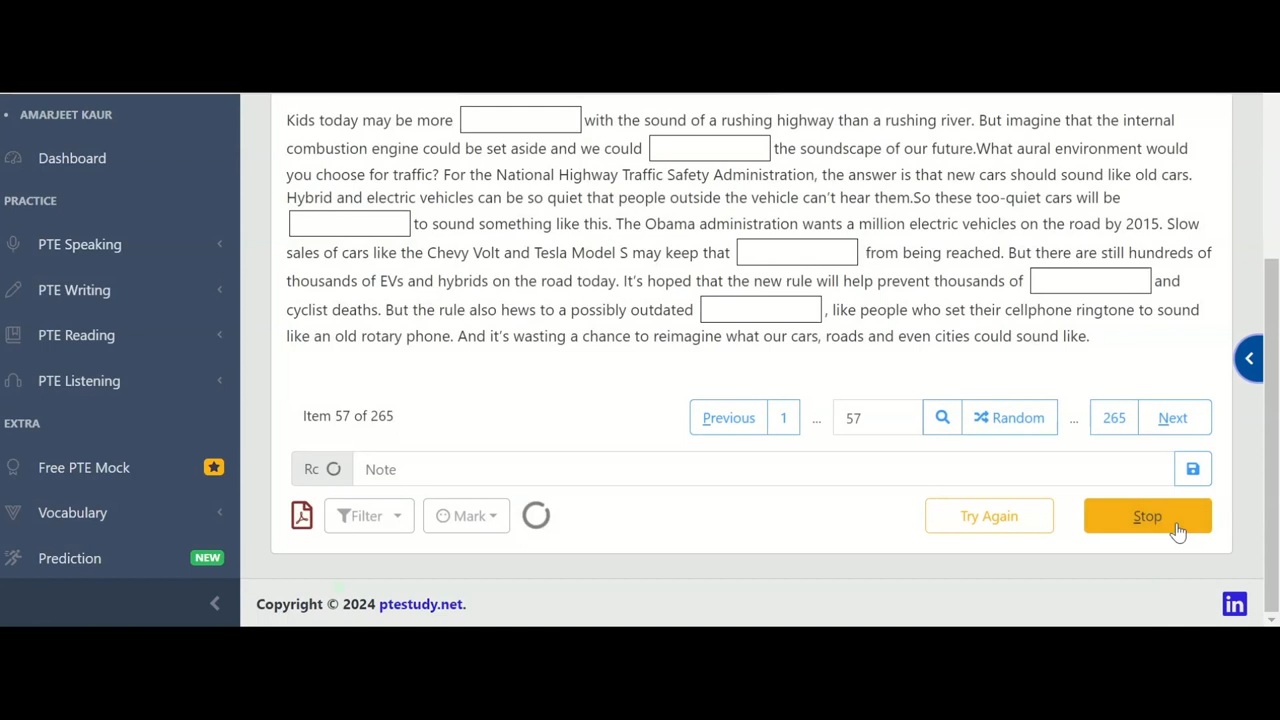 • AMARJEET KAUR
Dashboard
PRACTICE
PTE Speaking
PTE Writing
PTE Reading
PTE Listening
EXTRA
Free PTE Mock
Vocabulary
Prediction NEW
Kids today may be more with the sound of a rushing highway than a rushing river. But imagine that the internal
combustion engine could be set aside and we could the soundscape of our future.What aural environment would
you choose for traffic? For the National Highway Traffic Safety Administration, the answer is that new cars should sound like old cars.
Hybrid and electric vehicles can be so quiet that people outside the vehicle can't hear them.So these too-quiet cars will be
to sound something like this. The Obama administration wants a million electric vehicles on the road by 2015. Slow
sales of cars like the Chevy Volt and Tesla Model S may keep that from being reached. But there are still hundreds of
thousands of EVs and hybrids on the road today. It's hoped that the new rule will help prevent thousands of and
cyclist deaths. But the rule also hews to a possibly outdated , like people who set their cellphone ringtone to sound
like an old rotary phone. And it's wasting a chance to reimagine what our cars, roads and even cities could sound like.
Item 57 of 265 Previous 1 ... 57 Random ... 265 Next
Rc Note
Filter Mark Try Again Stop
Copyright © 2024 ptestudy.net. in